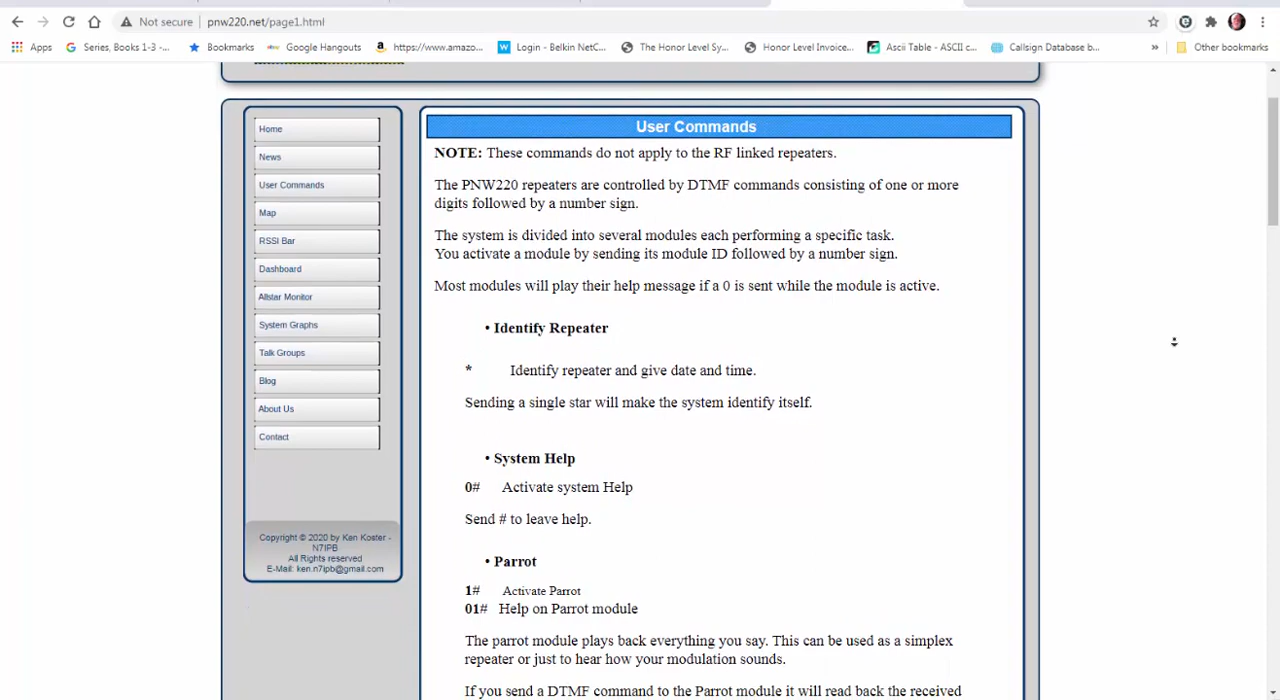 Not secure | pnw220.net/page1.html
Apps Series, Books 1-3 -... Bookmarks Google Hangouts https://www.amazo... Login - Belkin NetC... The Honor Level Sy... Honor Level Invoice... Ascii Table - ASCII c... Callsign Database b... » Other bookmarks
Home
News
User Commands
Map
RSSI Bar
Dashboard
Allstar Monitor
System Graphs
Talk Groups
Blog
About Us
Contact
Copyright © 2020 by Ken Koster -
N7IPB
All Rights reserved
E-Mail: ken.n7ipb@gmail.com
User Commands
NOTE: These commands do not apply to the RF linked repeaters.
The PNW220 repeaters are controlled by DTMF commands consisting of one or more
digits followed by a number sign.
The system is divided into several modules each performing a specific task.
You activate a module by sending its module ID followed by a number sign.
Most modules will play their help message if a 0 is sent while the module is active.
• Identify Repeater
* Identify repeater and give date and time.
Sending a single star will make the system identify itself.
• System Help
0# Activate system Help
Send # to leave help.
• Parrot
1# Activate Parrot
01# Help on Parrot module
The parrot module plays back everything you say. This can be used as a simplex
repeater or just to hear how your modulation sounds.
If you send a DTMF command to the Parrot module it will read back the received